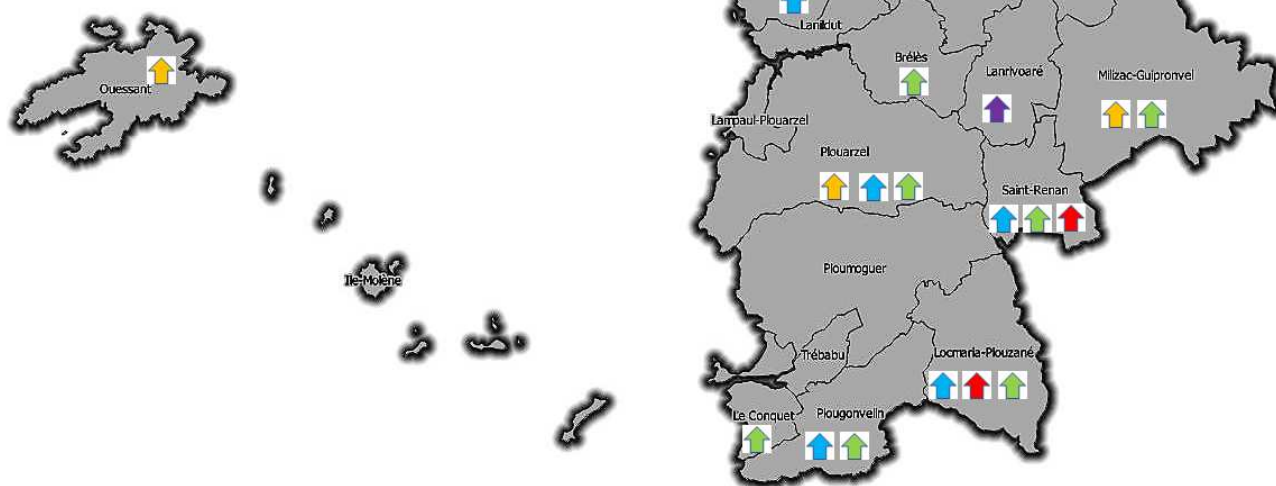 Lanildut
Brélès
Lanrivoaré
Milizac-Guipronvel
Ouessant
Lampaul-Plouarzel
Plouarzel
Saint-Renan
Ile-Molène
Ploumoguer
Trébabu
Locmaria-Plouzané
Le Conquet
Plougonvelin